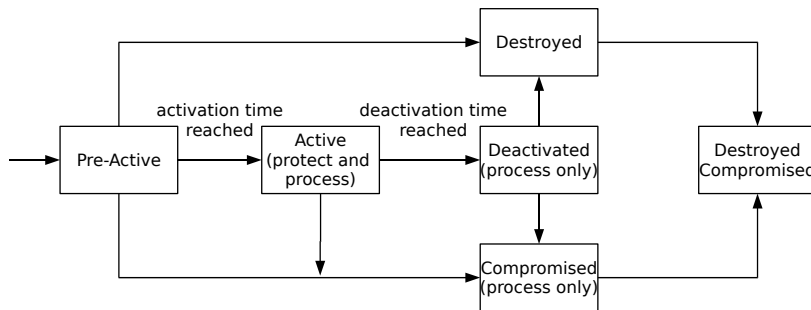 Destroyed
activation time
reached
deactivation time
reached
Pre-Active
Active
(protect and
process)
Deactivated
(process only)
Destroyed
Compromised
Compromised
(process only)